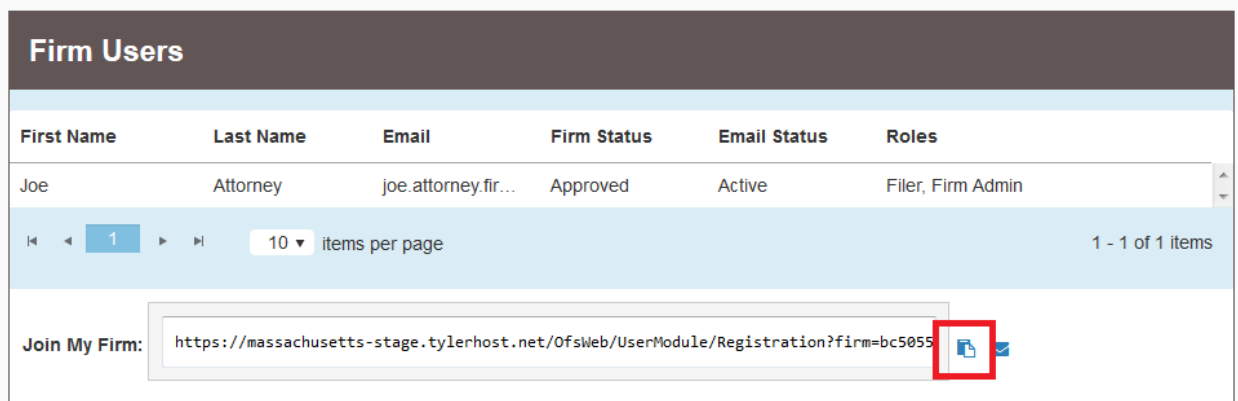 Firm Users
First Name Last Name Email Firm Status Email Status Roles
Joe Attorney joe.attorney.fir... Approved Active Filer, Firm Admin
1 10 items per page 1 - 1 of 1 items
Join My Firm: https://massachusetts-stage.tylerhost.net/OfsWeb/UserModule/Registration?firm=bc5055